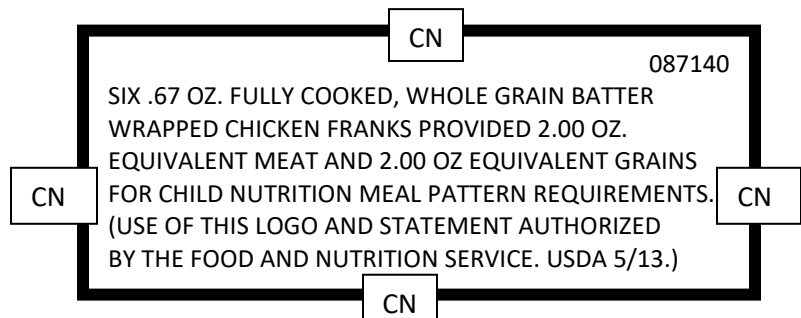 CN
087140
SIX .67 OZ. FULLY COOKED, WHOLE GRAIN BATTER
WRAPPED CHICKEN FRANKS PROVIDED 2.00 OZ.
EQUIVALENT MEAT AND 2.00 OZ EQUIVALENT GRAINS
CN
FOR CHILD NUTRITION MEAL PATTERN REQUIREMENTS.
CN
(USE OF THIS LOGO AND STATEMENT AUTHORIZED
BY THE FOOD AND NUTRITION SERVICE. USDA 5/13.)
CN